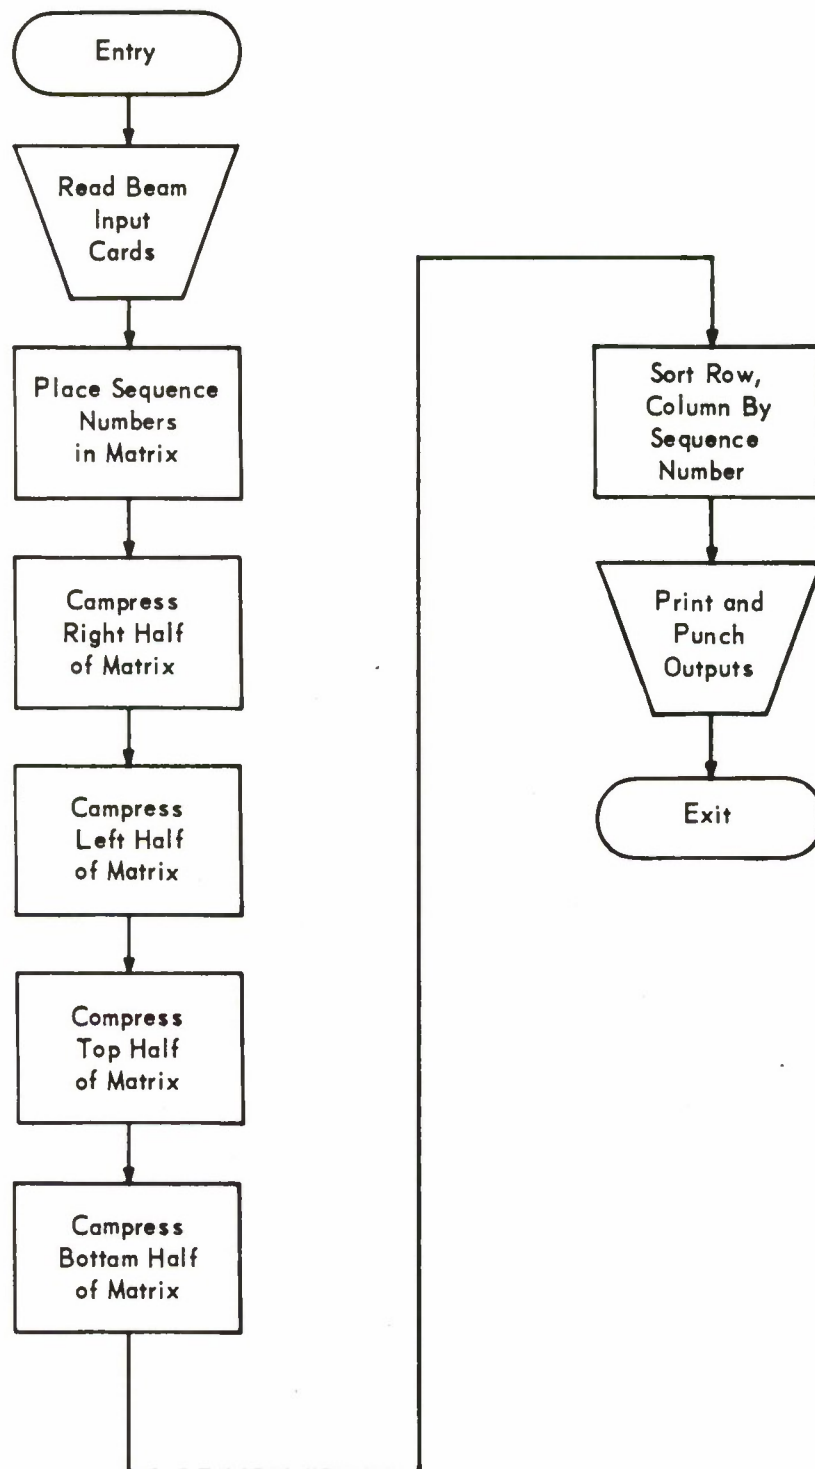 Entry
Read Beam
Input
Cards
Place Sequence
Numbers
in Matrix
Campress
Right Half
of Matrix
Campress
Left Half
of Matrix
Compress
Top Half
of Matrix
Campress
Bottam Half
of Matrix
Sort Row,
Column By
Sequence
Number
Print and
Punch
Outputs
Exit